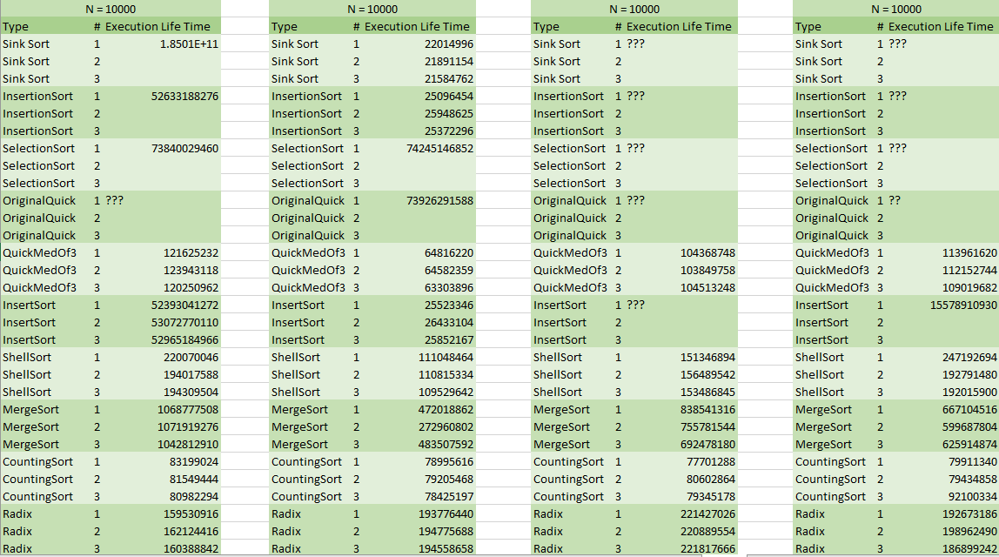 N = 10000 N = 10000 N = 10000 N = 10000
Type # Execution Life Time Type # Execution Life Time Type # Execution Life Time Type # Execution Life Time
Sink Sort 1 1.8501E+11 Sink Sort 1 22014996 Sink Sort 1 ??? Sink Sort 1 ???
Sink Sort 2 Sink Sort 2 21891154 Sink Sort 2 Sink Sort 2
Sink Sort 3 Sink Sort 3 21584762 Sink Sort 3 Sink Sort 3
InsertionSort 1 52633188276 InsertionSort 1 25096454 InsertionSort 1 ??? InsertionSort 1 ???
InsertionSort 2 InsertionSort 2 25948625 InsertionSort 2 InsertionSort 2
InsertionSort 3 InsertionSort 3 25372296 InsertionSort 3 InsertionSort 3
SelectionSort 1 73840029460 SelectionSort 1 74245146852 SelectionSort 1 ??? SelectionSort 1 ???
SelectionSort 2 SelectionSort 2 SelectionSort 2 SelectionSort 2
SelectionSort 3 SelectionSort 3 SelectionSort 3 SelectionSort 3
OriginalQuick 1 ??? OriginalQuick 1 73926291588 OriginalQuick 1 ??? OriginalQuick 1 ??
OriginalQuick 2 OriginalQuick 2 OriginalQuick 2 OriginalQuick 2
OriginalQuick 3 OriginalQuick 3 OriginalQuick 3 OriginalQuick 3
QuickMedOf3 1 121625232 QuickMedOf3 1 64816220 QuickMedOf3 1 104368748 QuickMedOf3 1 113961620
QuickMedOf3 2 123943118 QuickMedOf3 2 64582359 QuickMedOf3 2 103849758 QuickMedOf3 2 112152744
QuickMedOf3 3 120250962 QuickMedOf3 3 63303896 QuickMedOf3 3 104513248 QuickMedOf3 3 109019682
InsertSort 1 52393041272 InsertSort 1 25523346 InsertSort 1 ??? InsertSort 1 15578910930
InsertSort 2 53072770110 InsertSort 2 26433104 InsertSort 2 InsertSort 2
InsertSort 3 52965184966 InsertSort 3 25852167 InsertSort 3 InsertSort 3
ShellSort 1 220070046 ShellSort 1 111048464 ShellSort 1 151346894 ShellSort 1 247192694
ShellSort 2 194017588 ShellSort 2 110815334 ShellSort 2 156489542 ShellSort 2 192791480
ShellSort 3 194309504 ShellSort 3 109529642 ShellSort 3 153486845 ShellSort 3 192015900
MergeSort 1 1068777508 MergeSort 1 472018862 MergeSort 1 838541316 MergeSort 1 667104516
MergeSort 2 1071919276 MergeSort 2 272960802 MergeSort 2 755781544 MergeSort 2 599687804
MergeSort 3 1042812910 MergeSort 3 483507592 MergeSort 3 692478180 MergeSort 3 625914874
CountingSort 1 83199024 CountingSort 1 78995616 CountingSort 1 77701288 CountingSort 1 79911340
CountingSort 2 81549444 CountingSort 2 79205468 CountingSort 2 80602864 CountingSort 2 79434858
CountingSort 3 80982294 CountingSort 3 78425197 CountingSort 3 79345178 CountingSort 3 92100334
Radix 1 159530916 Radix 1 193776440 Radix 1 221427026 Radix 1 192673186
Radix 2 162124416 Radix 2 194775688 Radix 2 220889554 Radix 2 198962490
Radix 3 160388842 Radix 3 194558658 Radix 3 221817666 Radix 3 186899242